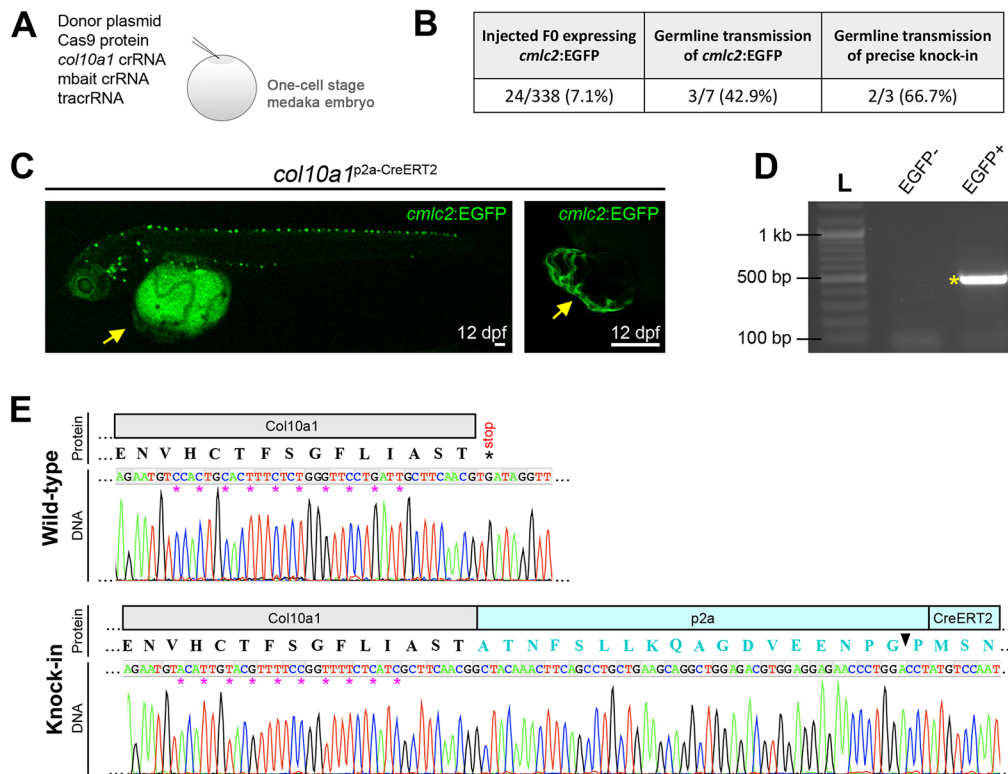 A
Donor plasmid
Cas9 protein
col10a1 crRNA
mbait crRNA
tracrRNA
One-cell stage
medaka embryo
B
Injected F0 expressing cmlc2:EGFP
Germline transmission of cmlc2:EGFP
Germline transmission of precise knock-in
24/338 (7.1%)
3/7 (42.9%)
2/3 (66.7%)
C
col10a1p2a-CreERT2
cmlc2:EGFP
12 dpf
cmlc2:EGFP
12 dpf
D
L
EGFP-
EGFP+
1 kb
500 bp
100 bp
*
E
Wild-type
Protein
Col10a1
... E N V H C T F S G F L I A S T * stop
DNA
AGAATGTCCACTGCACTTTCTCTGGGTTCCTGATTGCTTCAACGTGATAGGTT ...
* * * * * * * * * *
... ...
Knock-in
Protein
Col10a1
p2a
CreERT2
... E N V H C T F S G F L I A S T A T N F S L L K Q A G D V E E N P G P M S N ...
DNA
AGAATGTACATTGTACGTTTTCCGGTTTTCTCATCGCTTCAACGGCTACAAACTTCAGCCTGCTGAAGCAGGCTGGAGACGTGGAGGAGAACCCTGGACCTATGTCCAAT ...
* * * * * * * * * *
... ...